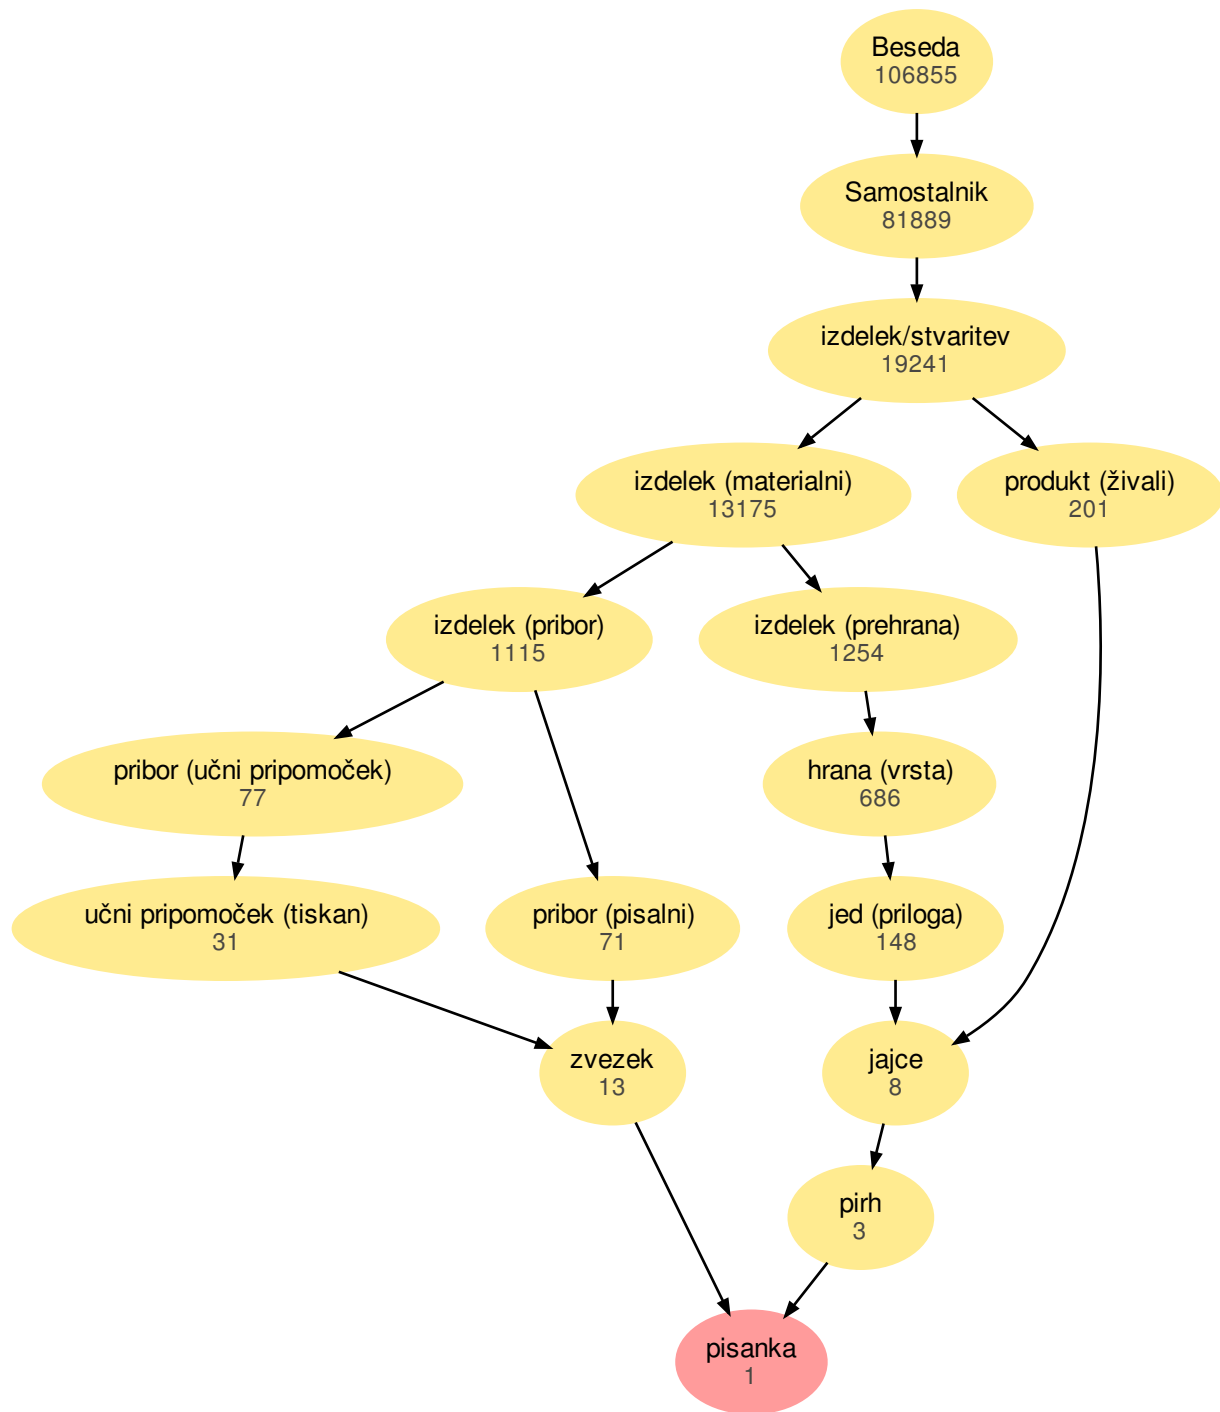 Beseda
106855
Samostalnik
81889
izdelek/stvaritev
19241
izdelek (materialni)
13175
produkt (živali)
201
izdelek (pribor)
1115
izdelek (prehrana)
1254
pribor (učni pripomoček)
77
hrana (vrsta)
686
učni pripomoček (tiskan)
31
pribor (pisalni)
71
jed (priloga)
148
zvezek
13
jajce
8
pirh
3
pisanka
1